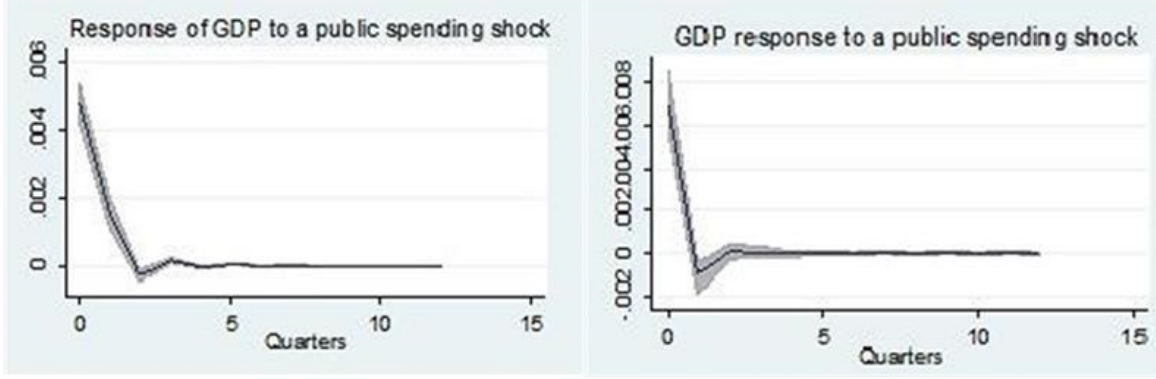 Response of GDP to a public spending shock
.006
.004
.002
0
0 5 10 15
Quarters
GDP response to a public spending shock
.008
.006
.004
.002
0
-.002
0 5 10 15
Quarters